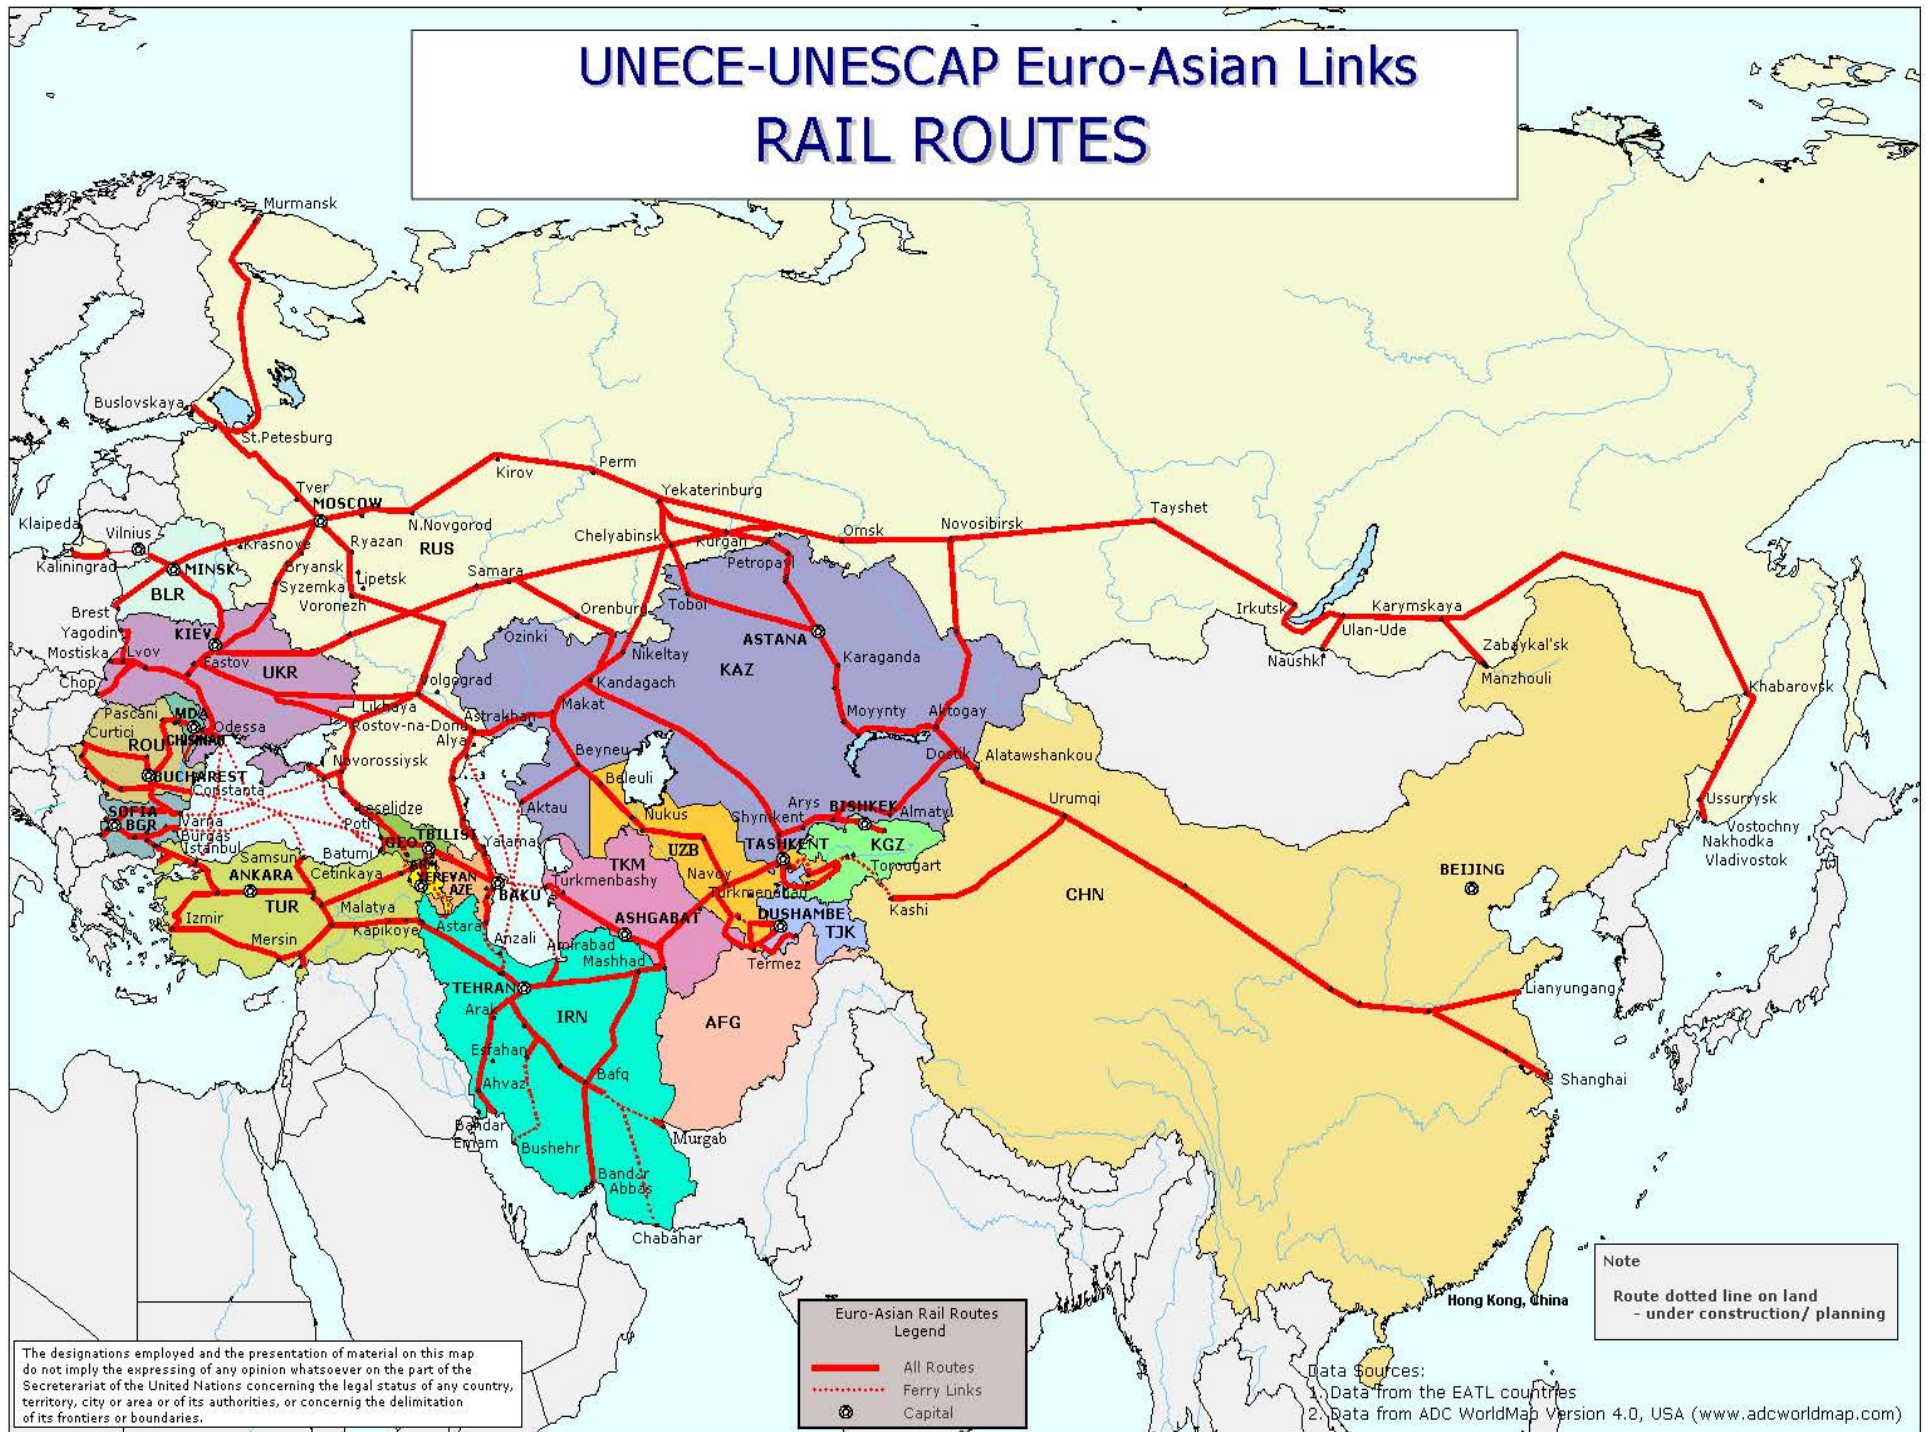 UNECE-UNESCAP Euro-Asian Links
RAIL ROUTES
Murmansk
Buslovskaya
St.Petesburg
Kirov
Perm
Yekaterinburg
Tver
MOSCOW
N.Novgorod
RUS
Ryazan
Klaipeda
Vilnius
Kaliningrad
Krasnoye
MINSK
BLR
Bryansk
Syzemka
Lipetsk
Voronezh
Samara
Chelyabinsk
Kurgan
Petropavl
Omsk
Novosibirsk
Tayshet
Brest
Yagodin
Mostiska
Lvov
Chop
KIEV
Fastov
UKR
Ozinki
Orenburg
Tobol
Nikeltay
ASTANA
KAZ
Karaganda
Kandagach
Irkutsk
Karymskaya
Ulan-Ude
Naushki
Zabaykal'sk
Manzhouli
Khabarovsk
Volgograd
Likhaya
Rostov-na-Donu
Astrakhan
Makat
Alya
Moyynty
Aktogay
Pascani
MDA
Curtici
CHISINAU
Odessa
ROU
BUCHAREST
Constanta
Novorossiysk
Beyneu
Beleuli
Dostik
Alatawshankou
SOFIA
BGR
Varna
Burgas
Istanbul
Leselidze
Poti
GEO
TBILISI
Yalama
Aktau
Nukus
Arys
BISHKEK
Almaty
Shymkent
Urumqi
Ussuriysk
Vostochny
Nakhodka
Vladivostok
Samsun
Batumi
ANKARA
Cetinkaya
YEREVAN
AZE
BAKU
TKM
Turkmenbashy
UZB
TASHKENT
KGZ
Torougart
Navoy
Turkmenabad
Kashi
CHN
BEIJING
Izmir
TUR
Malatya
Mersin
Kapikoye
Astara
Anzali
Amirabad
Mashhad
ASHGABAT
DUSHAMBE
TJK
Termez
TEHRAN
Arak
IRN
AFG
Esfahan
Ahvaz
Bafq
Bandar
Emam
Bushehr
Murgab
Bandar
Abbas
Chabahar
Lianyungang
Shanghai
Hong Kong, China
Note
Route dotted line on land
- under construction/ planning
Euro-Asian Rail Routes
Legend
All Routes
Ferry Links
Capital
The designations employed and the presentation of material on this map
do not imply the expressing of any opinion whatsoever on the part of the
Secreterariat of the United Nations concerning the legal status of any country,
territory, city or area or of its authorities, or concernig the delimitation
of its frontiers or boundaries.
Data Sources:
1. Data from the EATL countries
2. Data from ADC WorldMap Version 4.0, USA (www.adcworldmap.com)